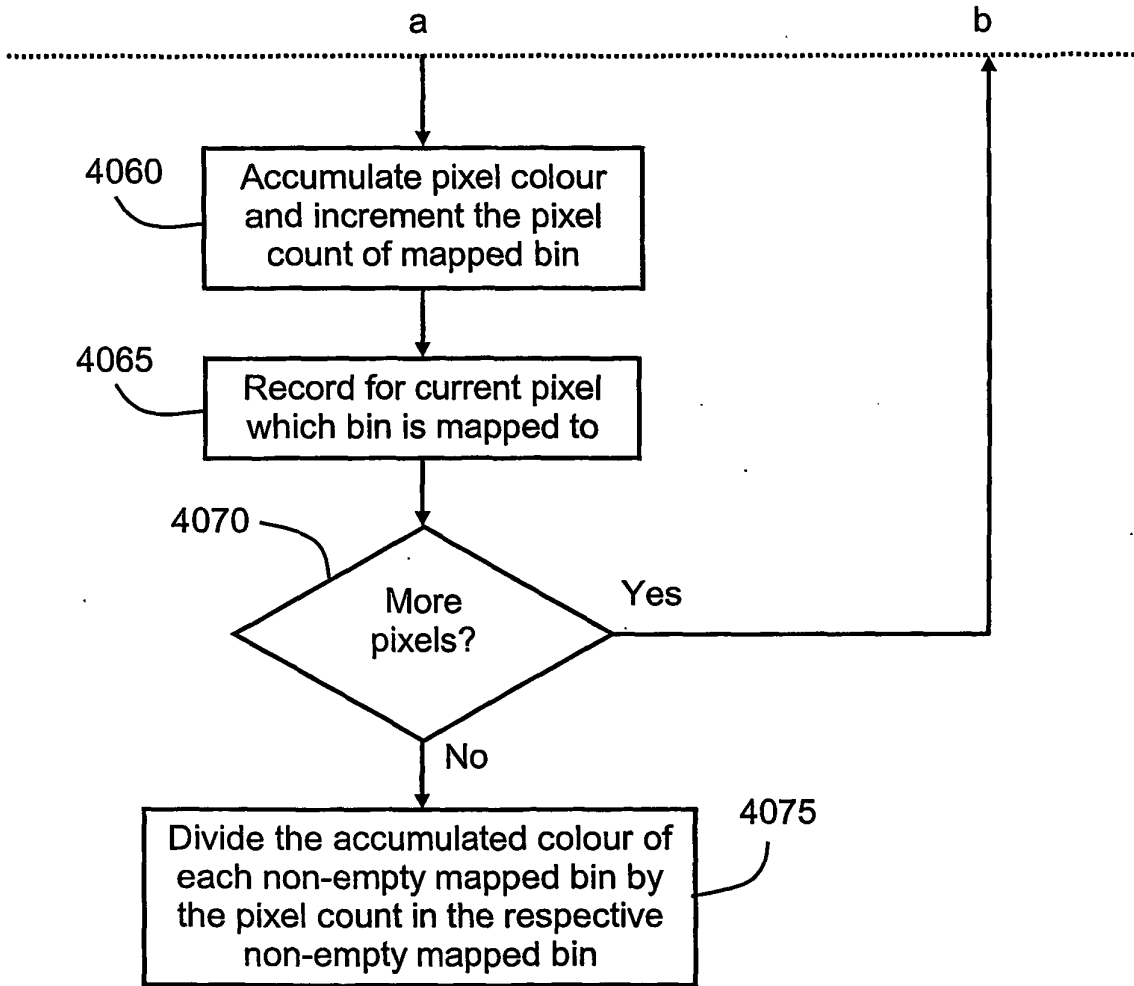 a
b
4060
Accumulate pixel colour
and increment the pixel
count of mapped bin
4065
Record for current pixel
which bin is mapped to
4070
More
pixels?
Yes
No
4075
Divide the accumulated colour of
each non-empty mapped bin by
the pixel count in the respective
non-empty mapped bin